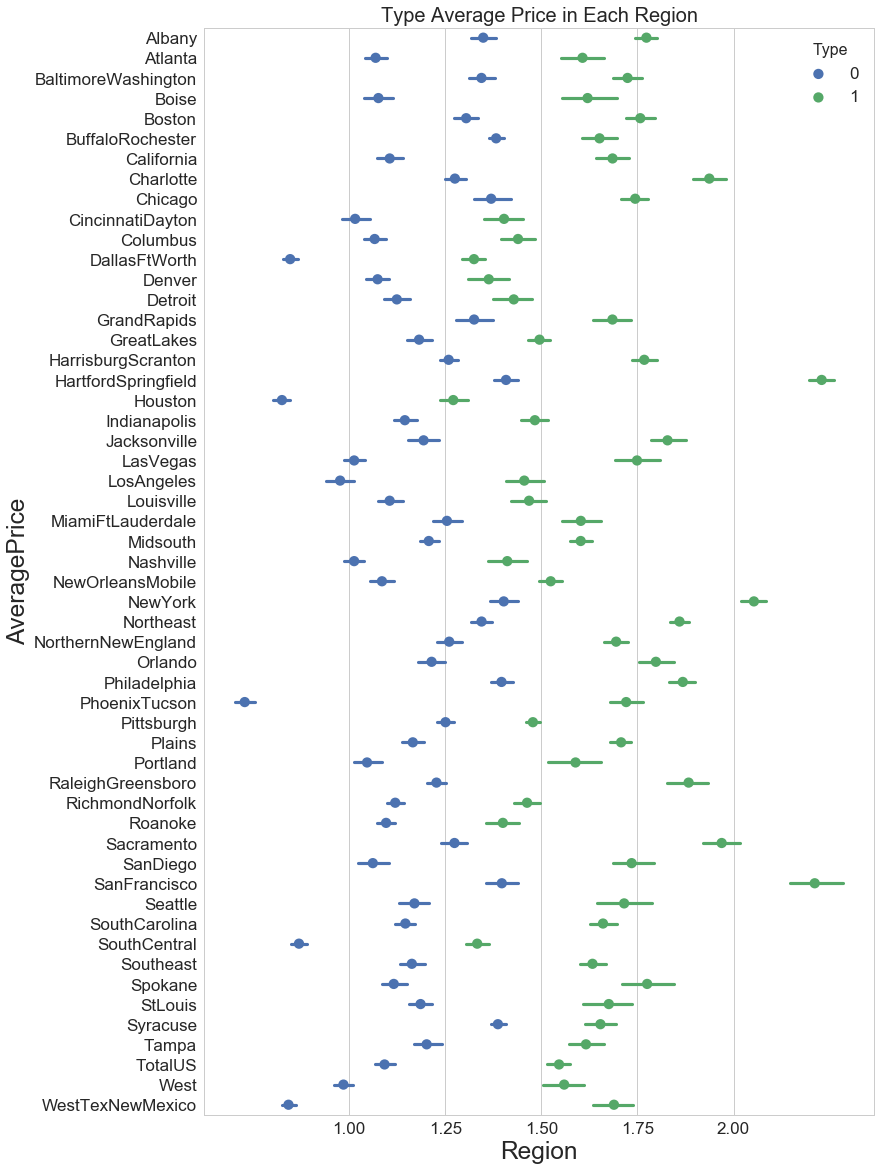 Type Average Price in Each Region
Type
0
1
Albany
Atlanta
BaltimoreWashington
Boise
Boston
BuffaloRochester
California
Charlotte
Chicago
CincinnatiDayton
Columbus
DallasFtWorth
Denver
Detroit
GrandRapids
GreatLakes
HarrisburgScranton
HartfordSpringfield
Houston
Indianapolis
Jacksonville
LasVegas
LosAngeles
Louisville
MiamiFtLauderdale
Midsouth
Nashville
NewOrleansMobile
NewYork
Northeast
NorthernNewEngland
Orlando
Philadelphia
PhoenixTucson
Pittsburgh
Plains
Portland
RaleighGreensboro
RichmondNorfolk
Roanoke
Sacramento
SanDiego
SanFrancisco
Seattle
SouthCarolina
SouthCentral
Southeast
Spokane
StLouis
Syracuse
Tampa
TotalUS
West
WestTexNewMexico
AveragePrice
1.00 1.25 1.50 1.75 2.00
Region